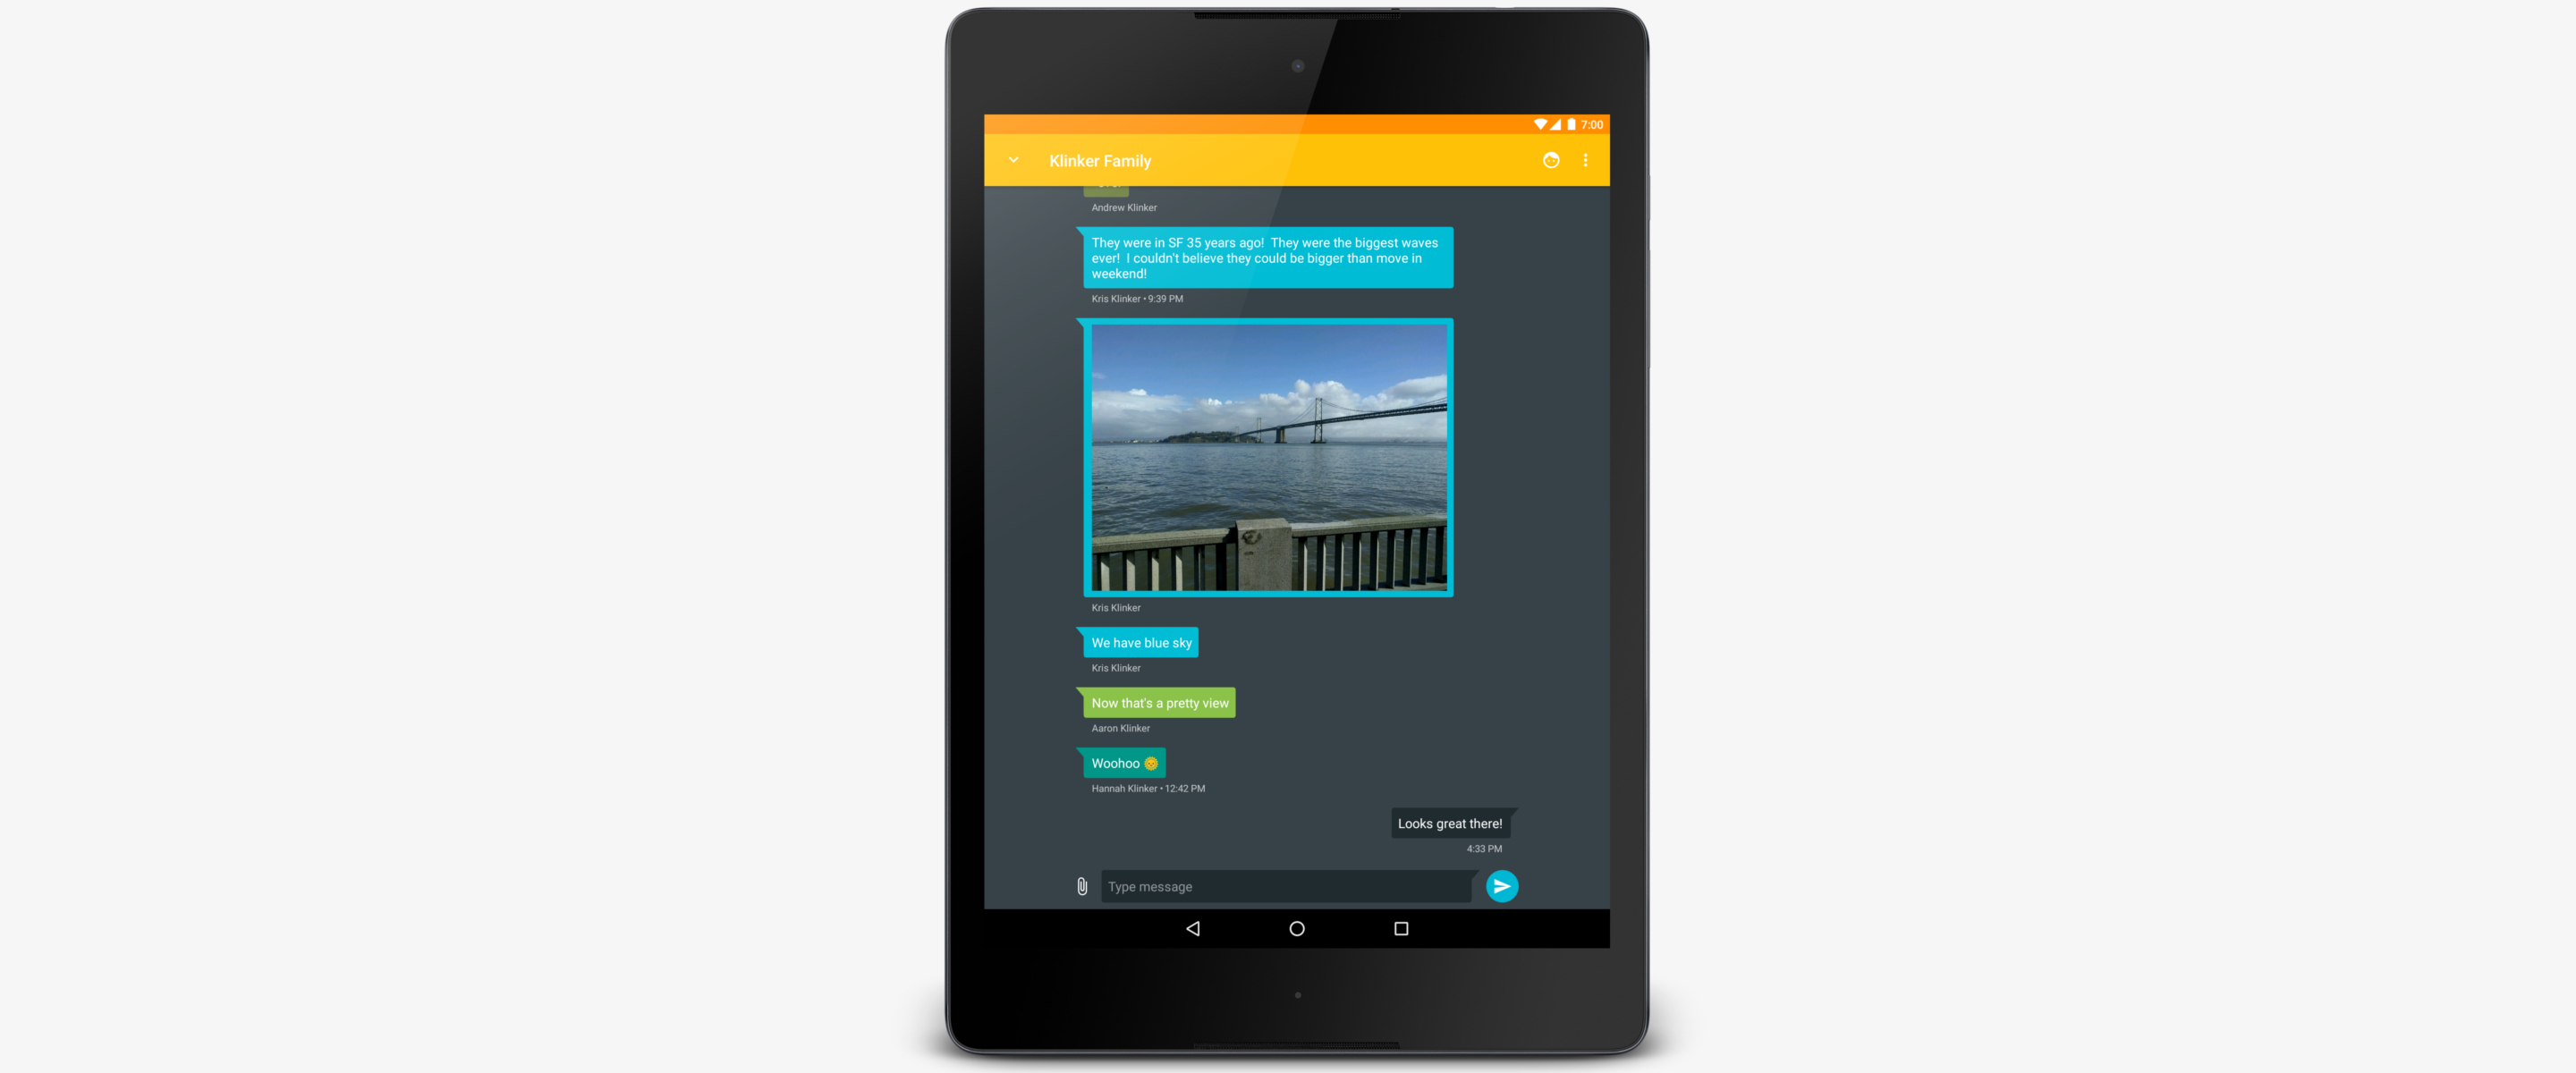 7:00
Klinker Family
Andrew Klinker
They were in SF 35 years ago!  They were the biggest waves
ever!  I couldn't believe they could be bigger than move in
weekend!
Kris Klinker • 9:39 PM
Kris Klinker
We have blue sky
Kris Klinker
Now that's a pretty view
Aaron Klinker
Woohoo 🌞
Hannah Klinker • 12:42 PM
Looks great there!
4:33 PM
Type message